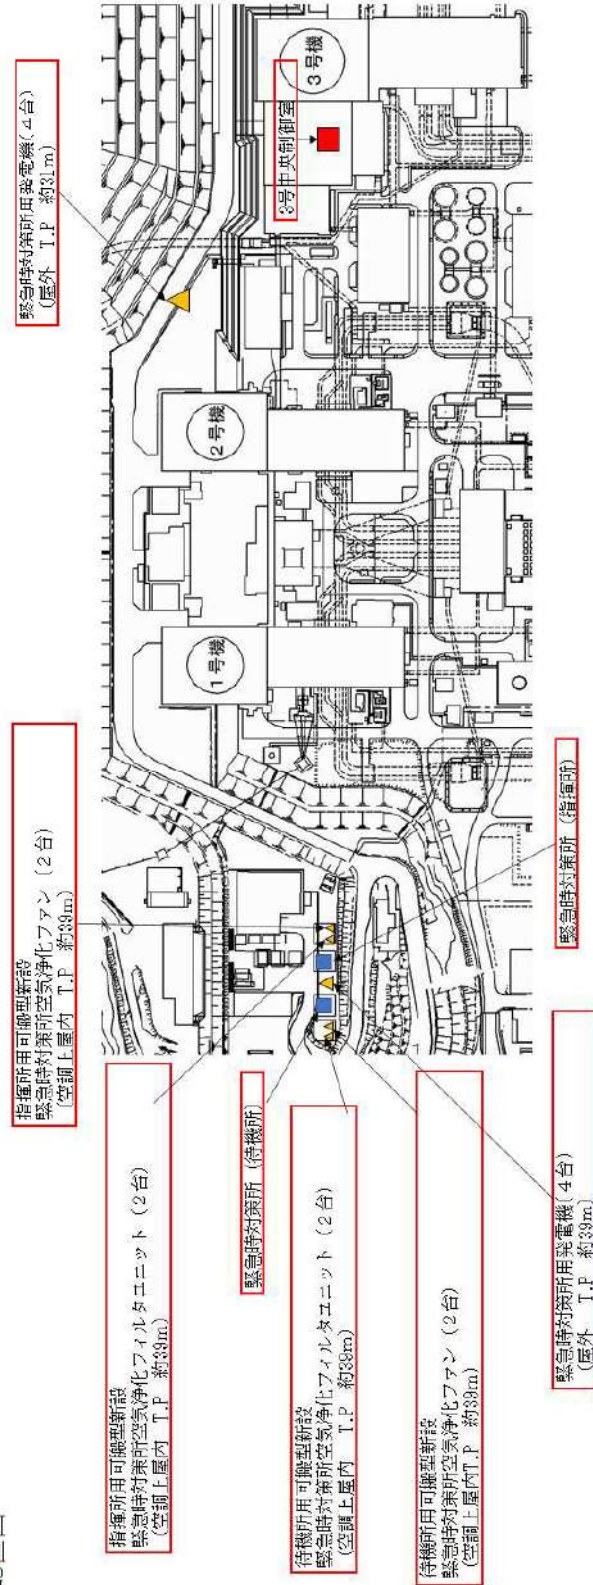 緊急時対策所用発電機(４台)
(屋外　T.P　約31m)
3号中央制御室
３号機
２号機
１号機
指揮所用可搬型新設
緊急時対策所空気浄化ファン（２台）
(空調上屋内　T.P　約39m)
緊急時対策所（指揮所）
指揮所用可搬型新設
緊急時対策所空気浄化フィルタユニット（２台）
(空調上屋内　T.P　約39m)
緊急時対策所（待機所）
待機所用可搬型新設
緊急時対策所空気浄化フィルタユニット（２台）
(空調上屋内　T.P　約39m)
待機所用可搬型新設
緊急時対策所空気浄化ファン（２台）
(空調上屋内T.P　約39m)
緊急時対策所用発電機(４台)
(屋外　T.P　約39m)